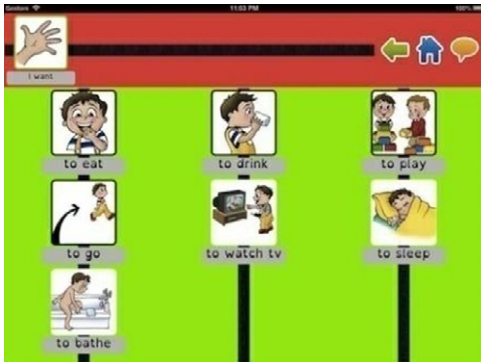 11:03 PM
100%
I want
to eat
to drink
to play
to go
to watch tv
to sleep
to bathe